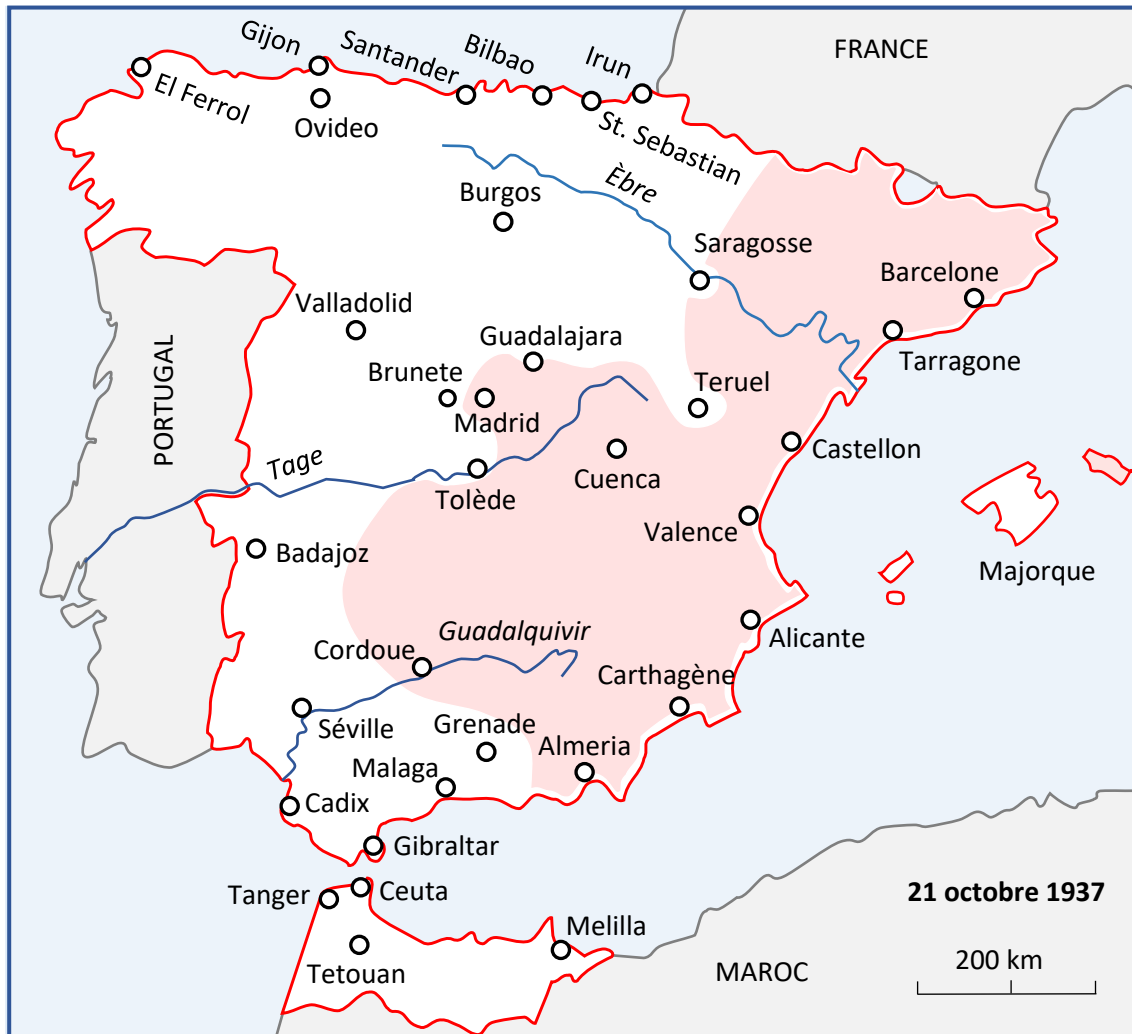 Gijon
Santander
Bilbao
Irun
FRANCE
El Ferrol
Ovideo
St. Sebastian
Èbre
Burgos
Saragosse
Barcelone
Valladolid
Guadalajara
Tarragone
Brunete
Madrid
Teruel
PORTUGAL
Castellon
Tage
Tolède
Cuenca
Valence
Badajoz
Majorque
Guadalquivir
Alicante
Cordoue
Carthagène
Séville
Grenade
Almeria
Malaga
Cadix
Gibraltar
Ceuta
Tanger
21 octobre 1937
Melilla
Tetouan
MAROC
200 km